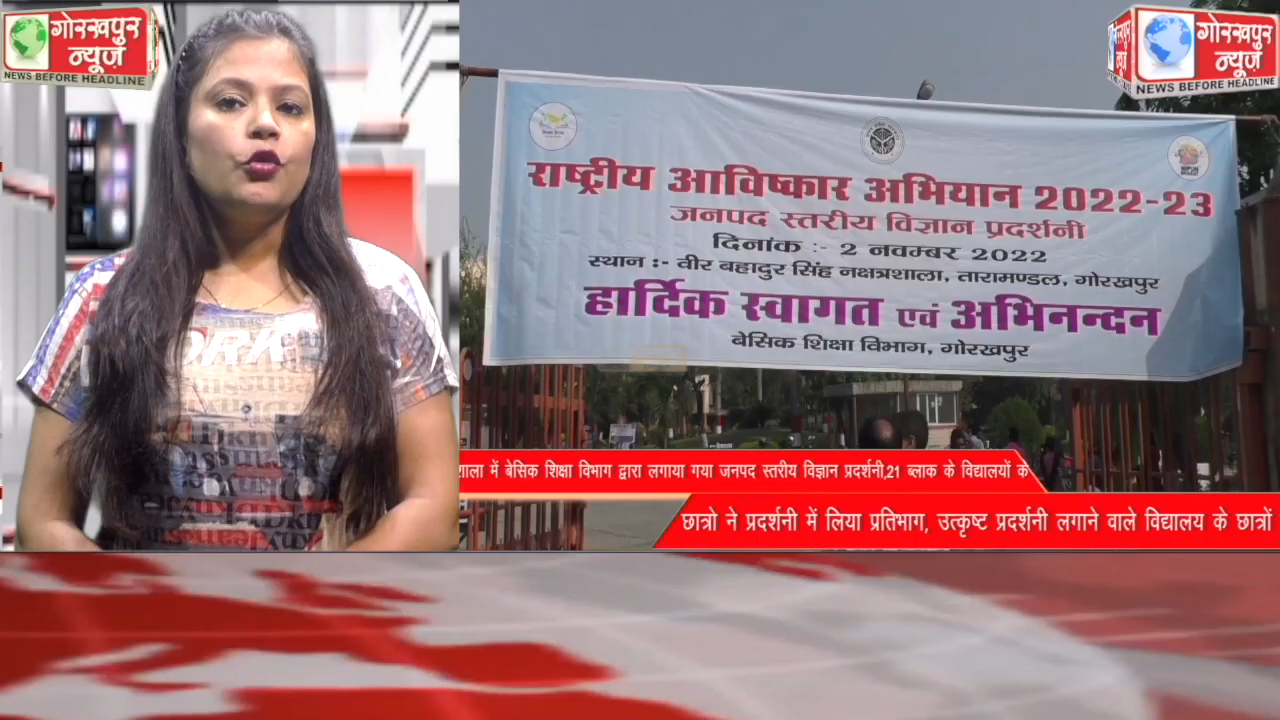 गोरखपुर
न्यूज़
NEWS BEFORE HEADLINE
गोरखपुर
न्यूज़
NEWS BEFORE HEADLINE
राष्ट्रीय आविष्कार अभियान 2022-23
जनपद स्तरीय विज्ञान प्रदर्शनी
दिनांक :- 2 नवम्बर 2022
स्थान :- वीर बहादुर सिंह नक्षत्रशाला, तारामण्डल, गोरखपुर
हार्दिक स्वागत एवं अभिनन्दन
बेसिक शिक्षा विभाग, गोरखपुर
शाला में बेसिक शिक्षा विभाग द्वारा लगाया गया जनपद स्तरीय विज्ञान प्रदर्शनी,21 ब्लाक के विद्यालयों के
छात्रो ने प्रदर्शनी में लिया प्रतिभाग, उत्कृष्ट प्रदर्शनी लगाने वाले विद्यालय के छात्रों